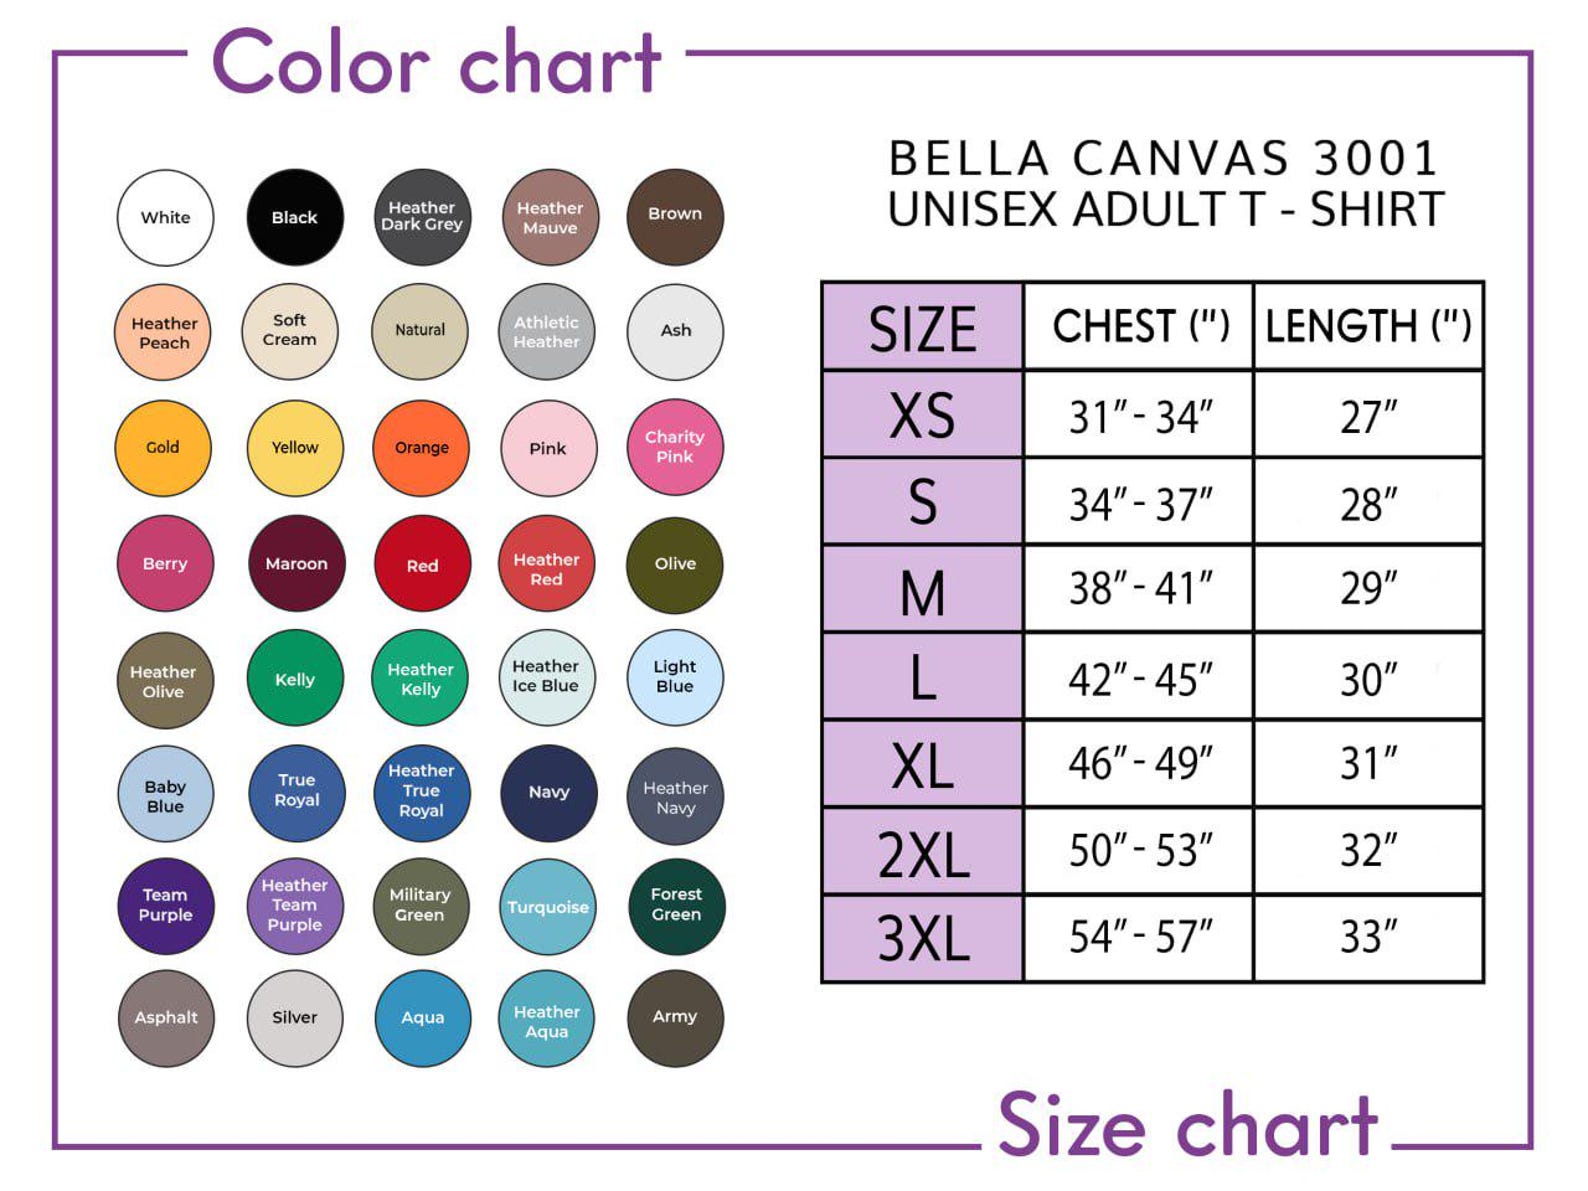 Color chart
BELLA CANVAS 3001
UNISEX ADULT T - SHIRT
White
Black
Heather
Dark Grey
Heather
Mauve
Brown
Heather
Peach
Soft
Cream
Natural
Athletic
Heather
Ash
Gold
Yellow
Orange
Pink
Charity
Pink
Berry
Maroon
Red
Heather
Red
Olive
Heather
Olive
Kelly
Heather
Kelly
Heather
Ice Blue
Light
Blue
Baby
Blue
True
Royal
Heather
True
Royal
Navy
Heather
Navy
Team
Purple
Heather
Team
Purple
Military
Green
Turquoise
Forest
Green
Asphalt
Silver
Aqua
Heather
Aqua
Army
SIZE CHEST (") LENGTH (")
XS 31" - 34" 27"
S 34" - 37" 28"
M 38" - 41" 29"
L 42" - 45" 30"
XL 46" - 49" 31"
2XL 50" - 53" 32"
3XL 54" - 57" 33"
Size chart